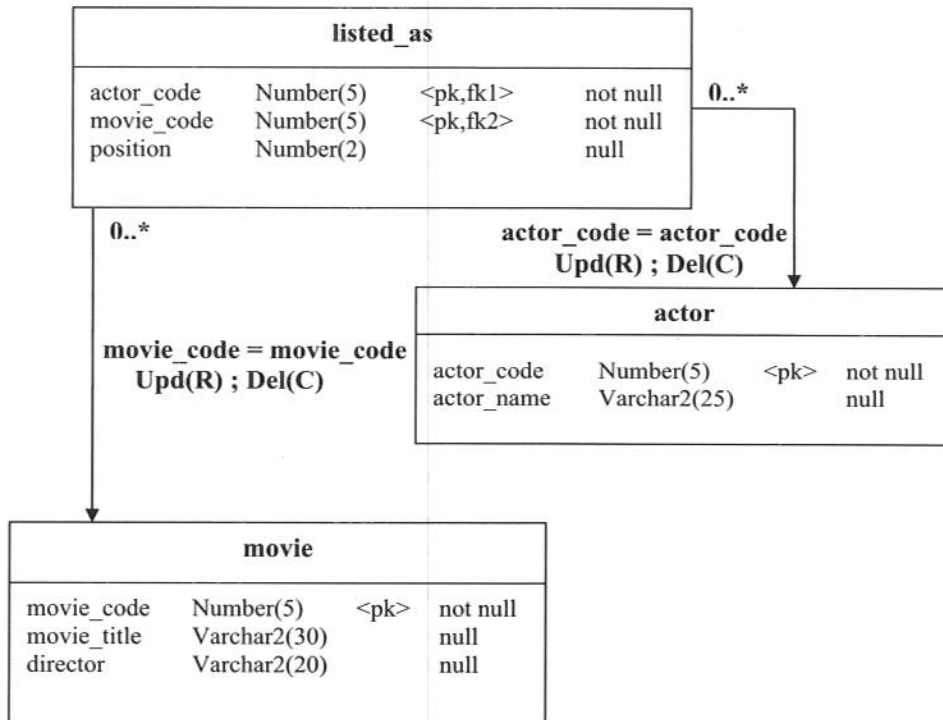 listed_as
actor_code Number(5) <pk,fk1> not null
movie_code Number(5) <pk,fk2> not null
position Number(2) null
0..*
0..*
actor_code = actor_code
Upd(R) ; Del(C)
actor
actor_code Number(5) <pk> not null
actor_name Varchar2(25) null
movie_code = movie_code
Upd(R) ; Del(C)
movie
movie_code Number(5) <pk> not null
movie_title Varchar2(30) null
director Varchar2(20) null